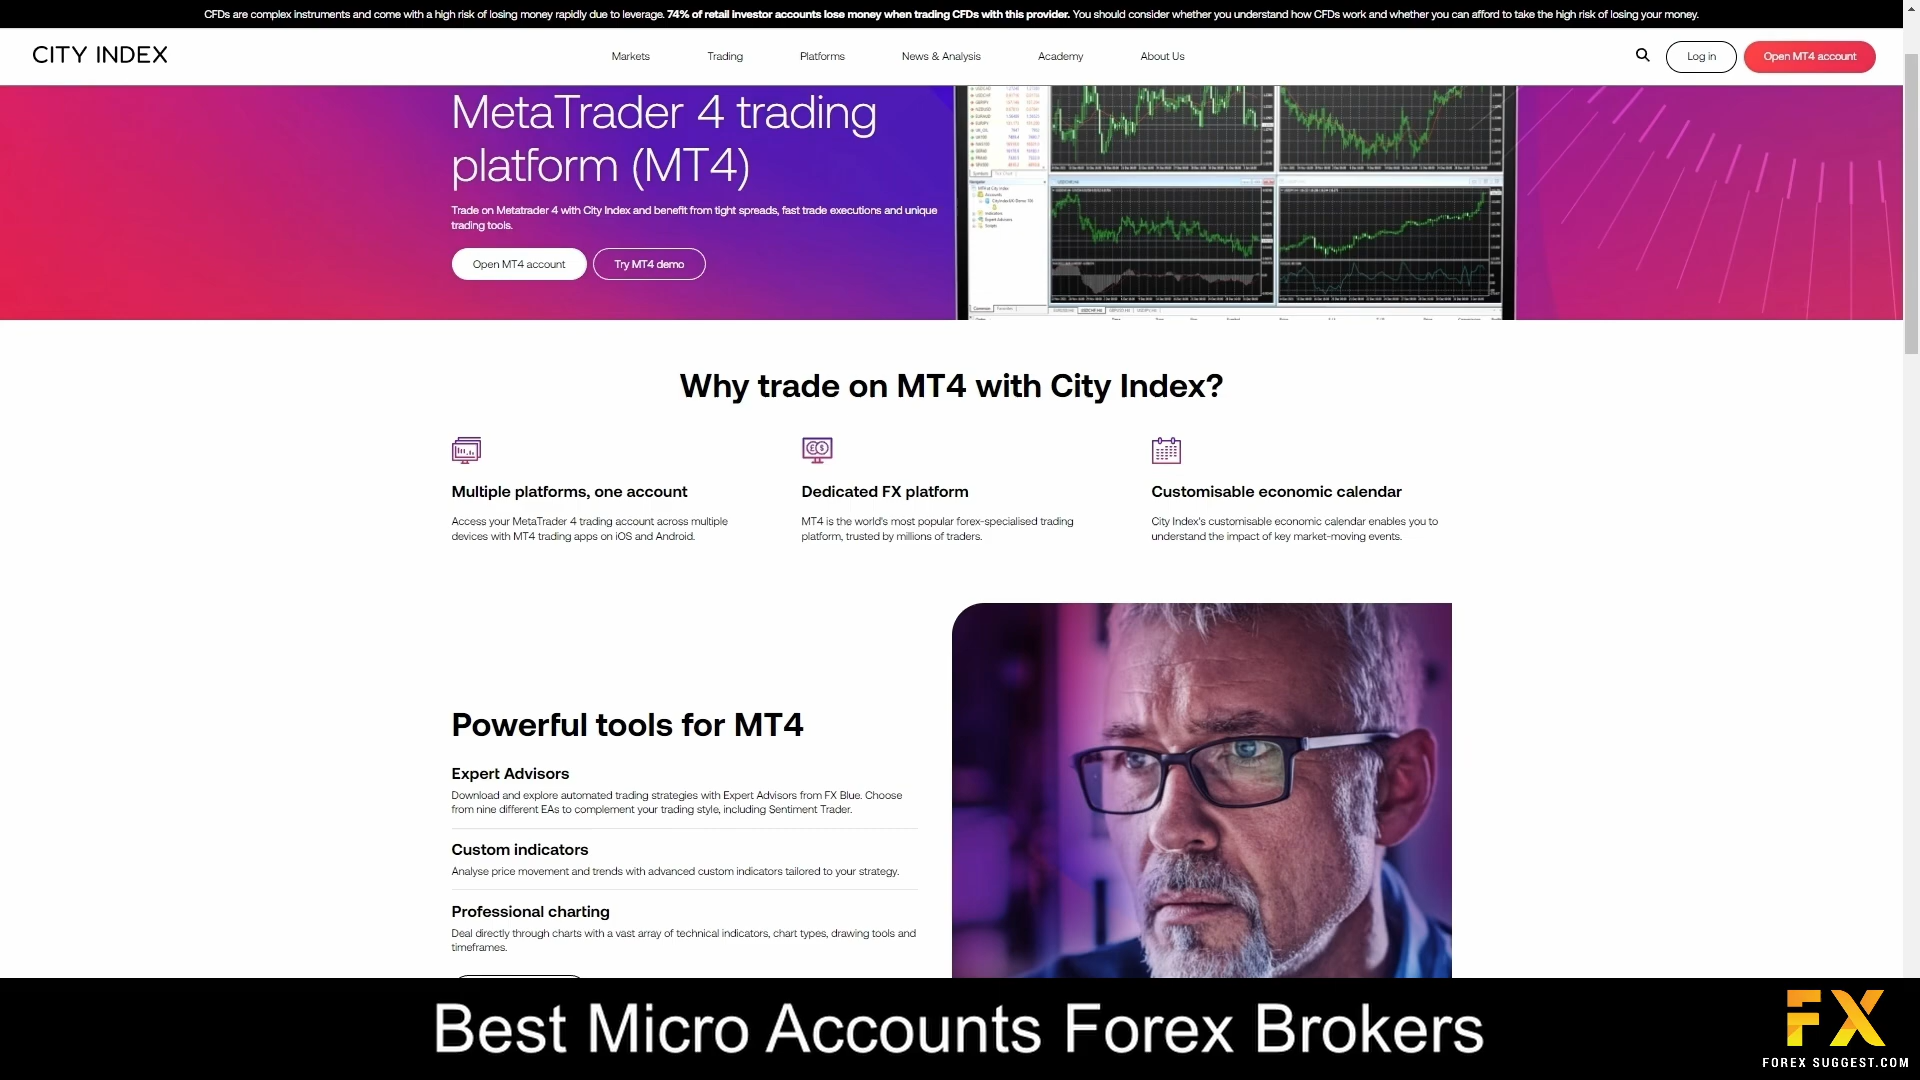 CFDs are complex instruments and come with a high risk of losing money rapidly due to leverage. 74% of retail investor accounts lose money when trading CFDs with this provider. You should consider whether you understand how CFDs work and whether you can afford to take the high risk of losing your money.
CITY INDEX
Markets Trading Platforms News & Analysis Academy About Us
Log in Open MT4 account
MetaTrader 4 trading
platform (MT4)
Trade on Metatrader 4 with City Index and benefit from tight spreads, fast trade executions and unique
trading tools.
Open MT4 account Try MT4 demo
Why trade on MT4 with City Index?
Multiple platforms, one account
Access your MetaTrader 4 trading account across multiple
devices with MT4 trading apps on iOS and Android.
Dedicated FX platform
MT4 is the world's most popular forex-specialised trading
platform, trusted by millions of traders.
Customisable economic calendar
City Index's customisable economic calendar enables you to
understand the impact of key market-moving events.
Powerful tools for MT4
Expert Advisors
Download and explore automated trading strategies with Expert Advisors from FX Blue. Choose
from nine different EAs to complement your trading style, including Sentiment Trader.
Custom indicators
Analyse price movement and trends with advanced custom indicators tailored to your strategy.
Professional charting
Deal directly through charts with a vast array of technical indicators, chart types, drawing tools and
timeframes.
Best Micro Accounts Forex Brokers
FX
FOREX SUGGEST.COM